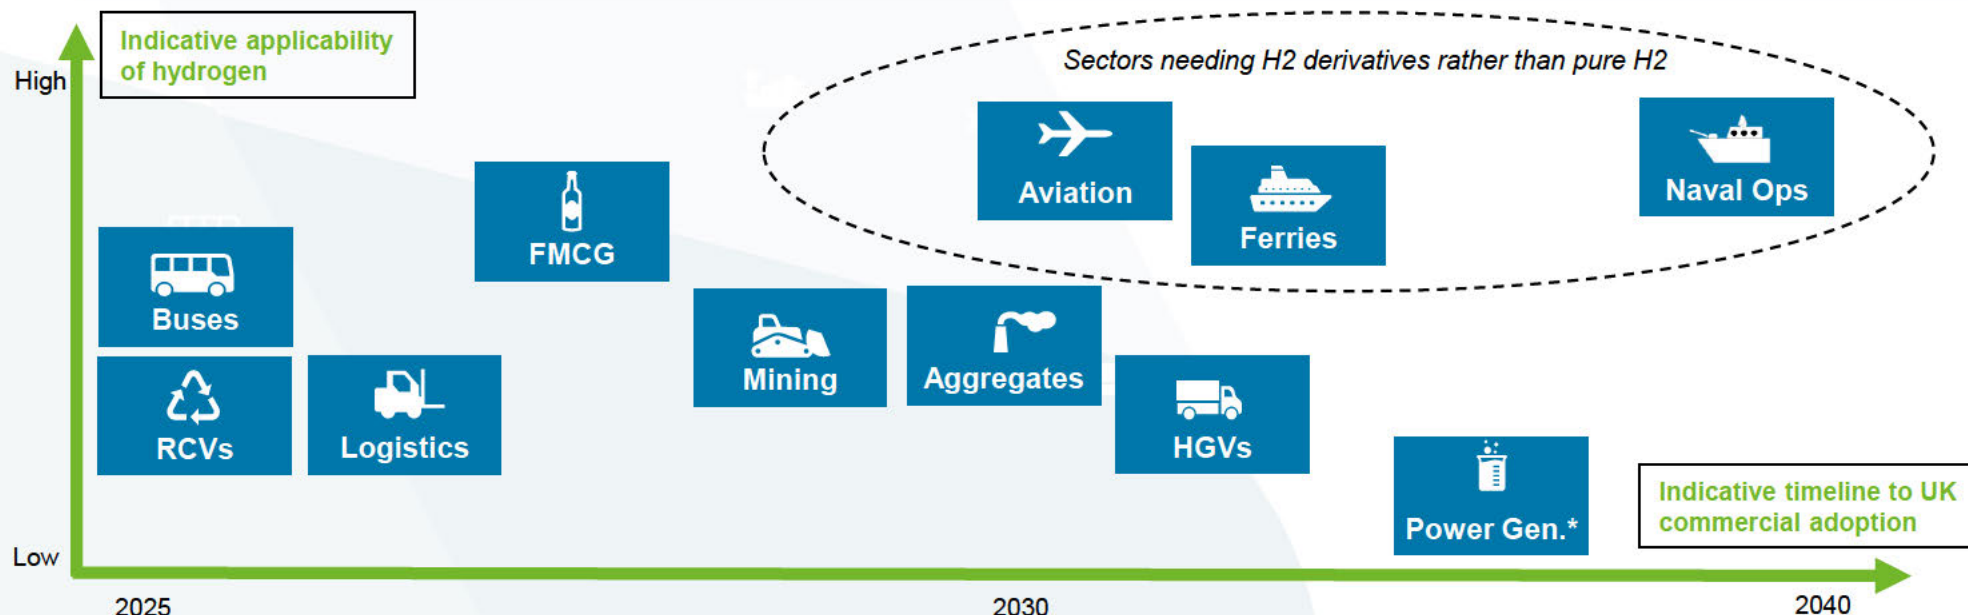 Indicative applicability
of hydrogen
High
Sectors needing H2 derivatives rather than pure H2
Aviation
Naval Ops
Ferries
FMCG
Buses
Mining
Aggregates
RCVs
Logistics
HGVs
Power Gen.*
Indicative timeline to UK
commercial adoption
Low
2025
2030
2040